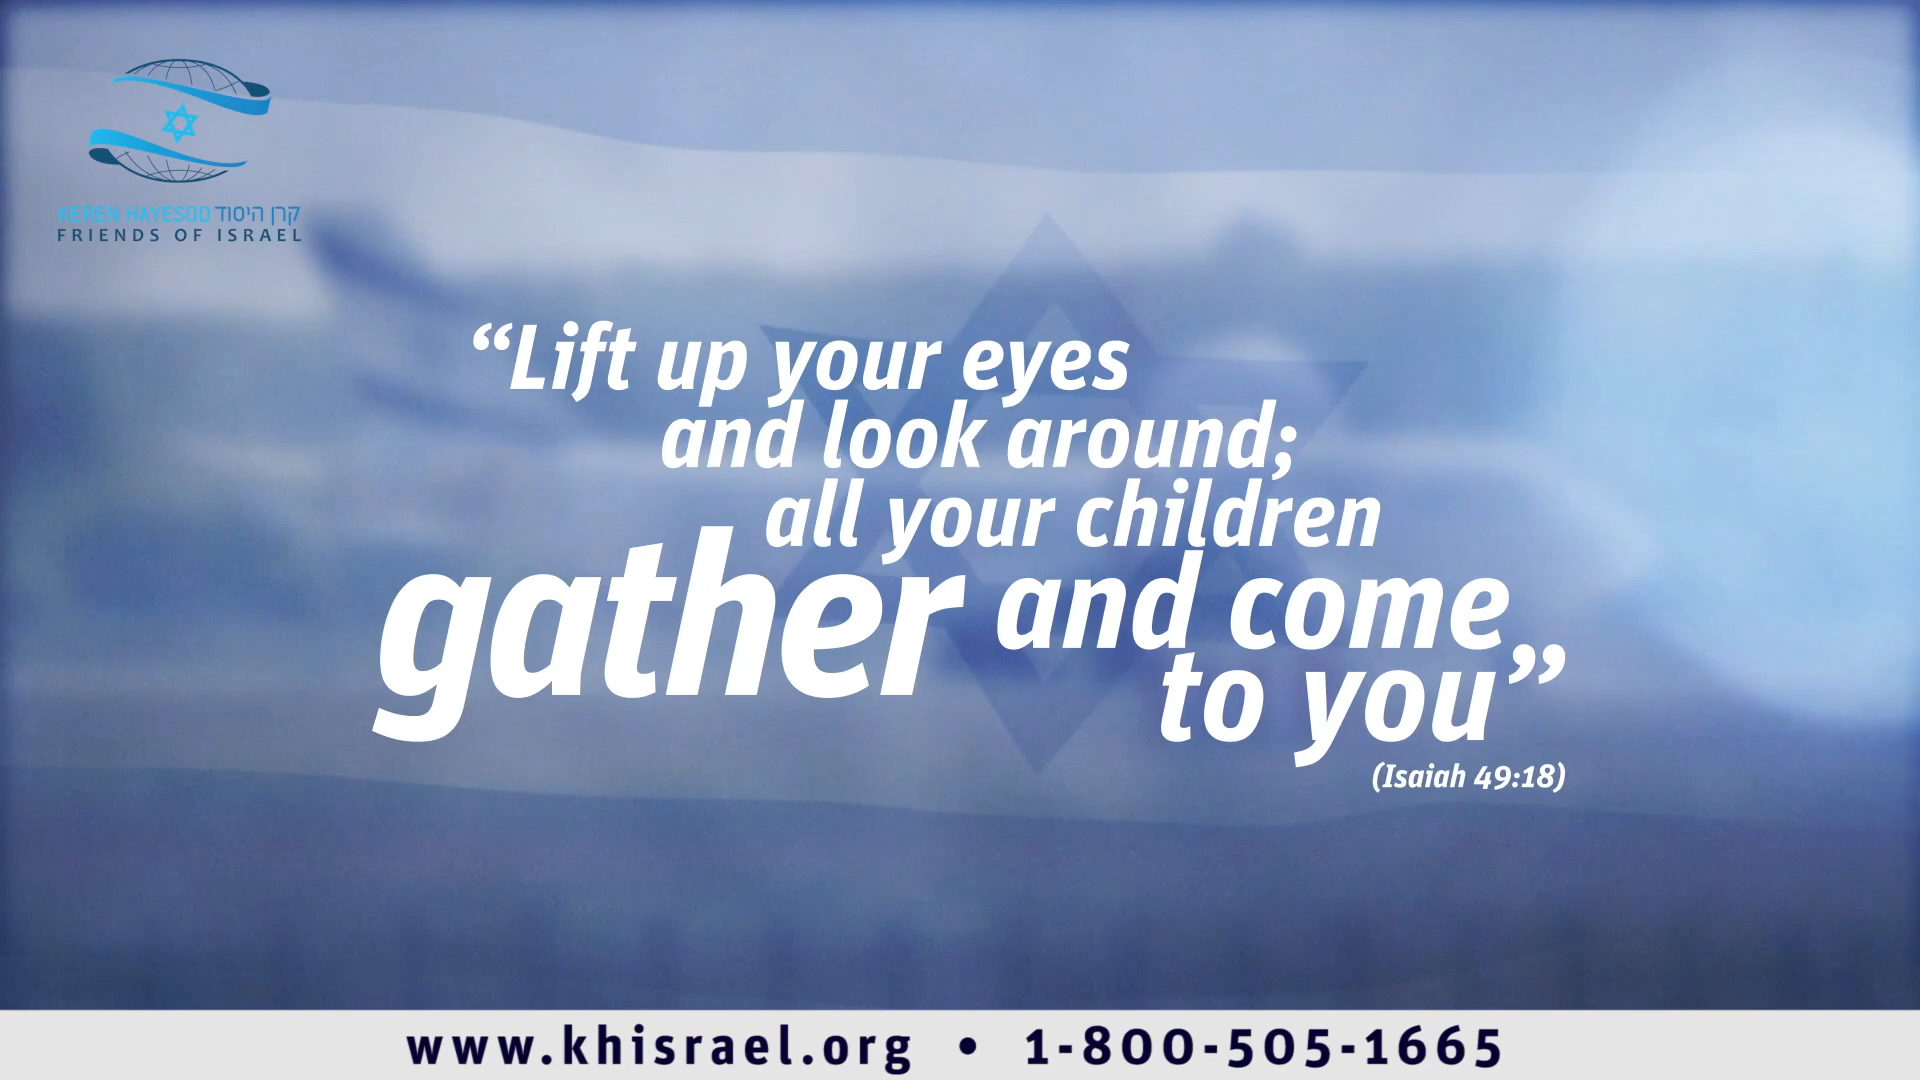 KEREN HAYESOD קרן היסוד
FRIENDS OF ISRAEL
“Lift up your eyes
and look around;
all your children
gather and come
to you”
(Isaiah 49:18)
www.khisrael.org • 1-800-505-1665